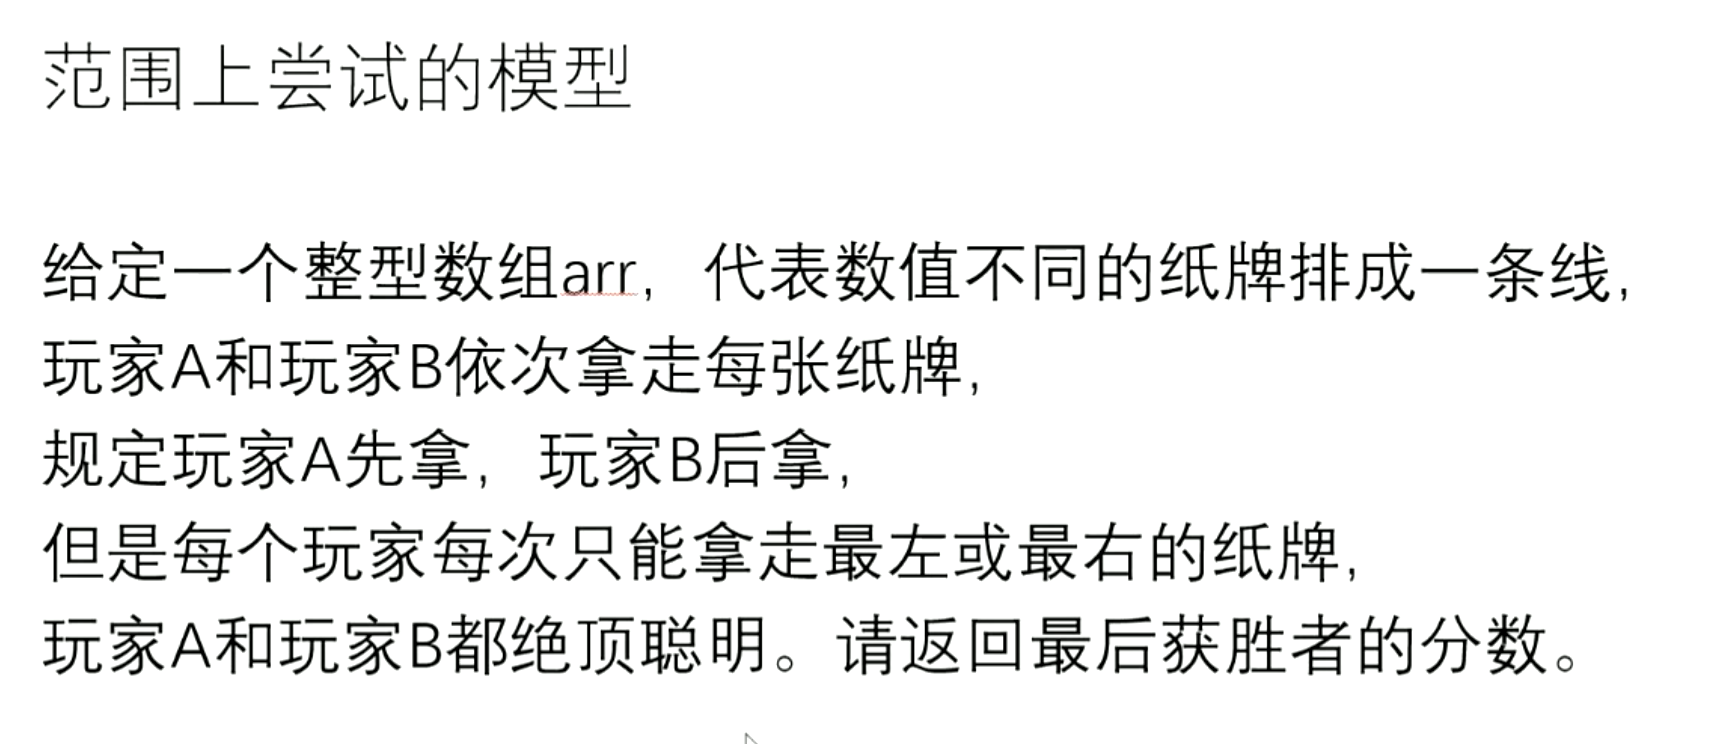 范围上尝试的模型
给定一个整型数组arr，代表数值不同的纸牌排成一条线，
玩家A和玩家B依次拿走每张纸牌，
规定玩家A先拿，玩家B后拿，
但是每个玩家每次只能拿走最左或最右的纸牌，
玩家A和玩家B都绝顶聪明。请返回最后获胜者的分数。